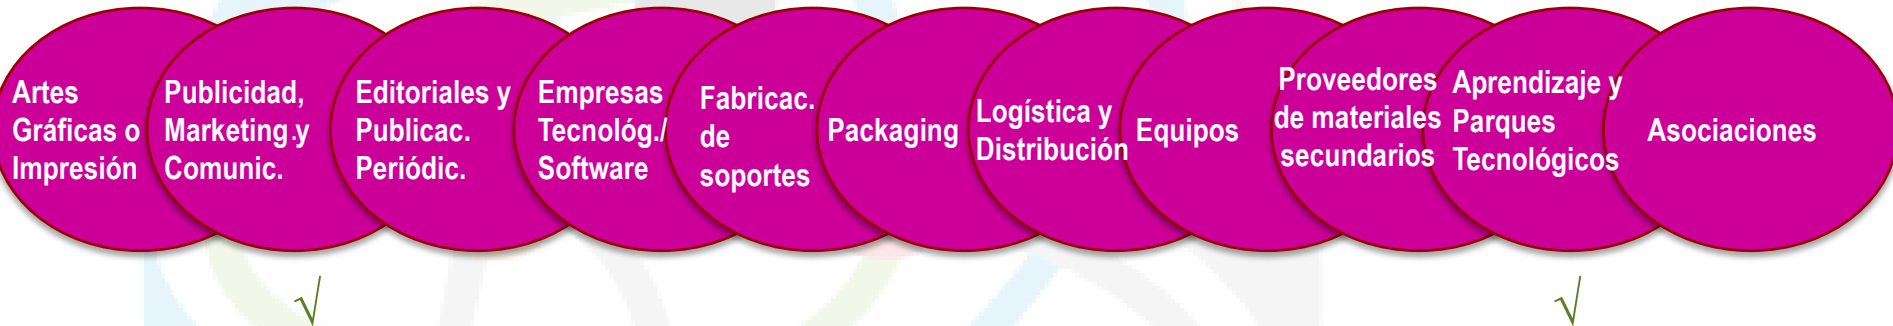 Artes
Gráficas o
Impresión
Publicidad,
Marketing.y
Comunic.
Editoriales y
Publicac.
Periódic.
Empresas
Tecnológ./
Software
Fabricac.
de
soportes
Packaging
Logística y
Distribución
Equipos
Proveedores
de materiales
secundarios
Aprendizaje y
Parques
Tecnológicos
Asociaciones
√
√